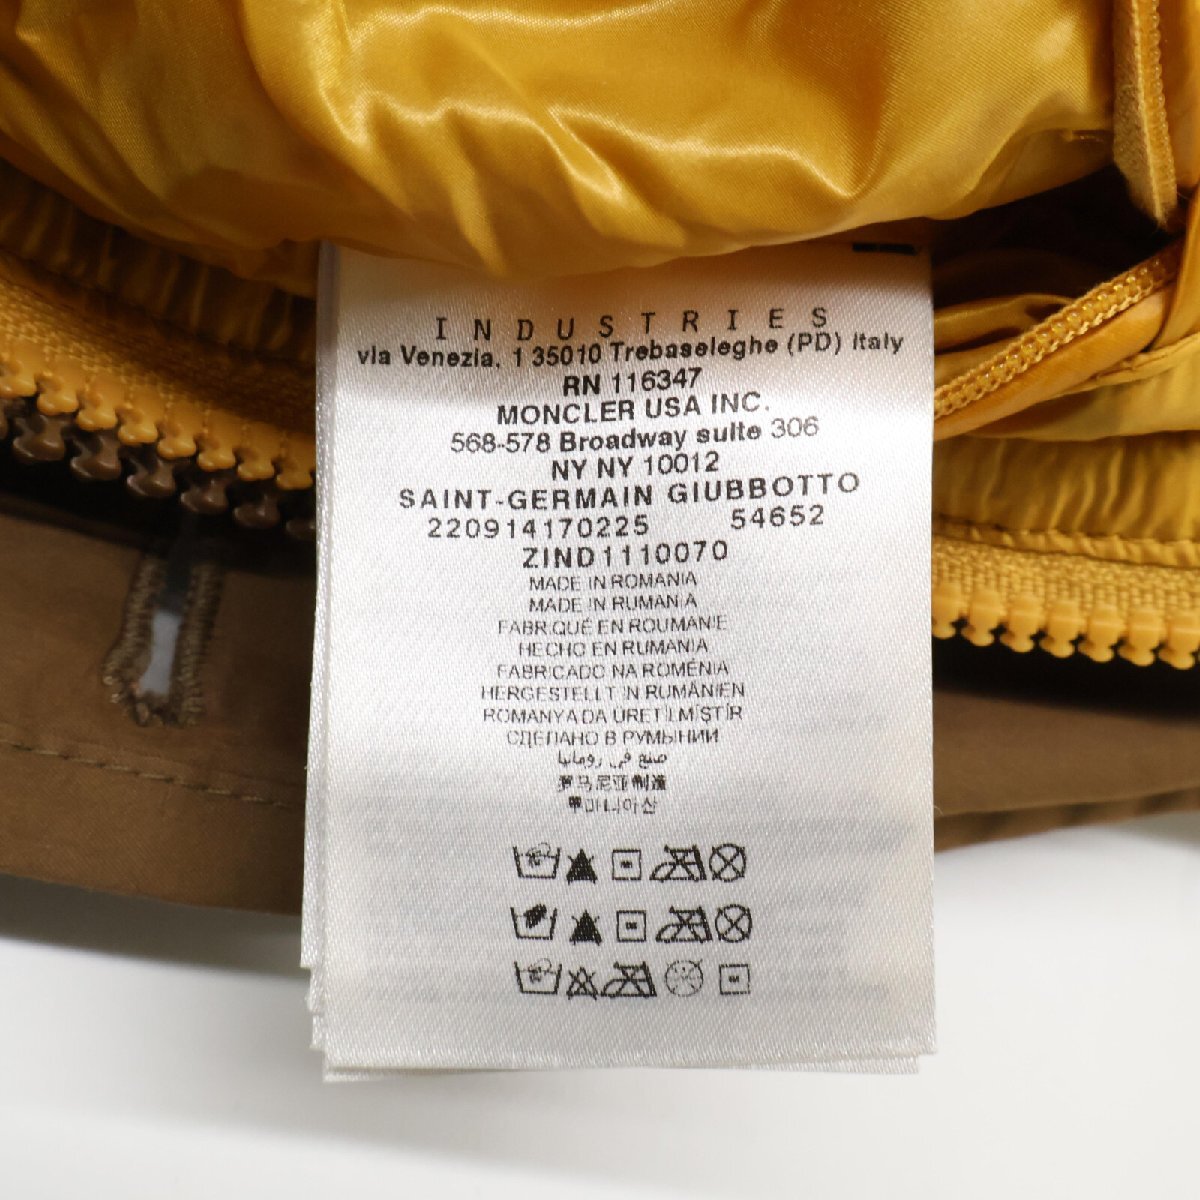 INDUSTRIES
via Venezia, 1 35010 Trebaseleghe (PD) Italy
RN 116347
MONCLER USA INC.
568-578 Broadway suite 306
NY NY 10012
SAINT-GERMAIN GIUBBOTTO
220914170225 54652
ZIND1110070
MADE IN ROMANIA
MADE IN RUMANIA
FABRIQUÉ EN ROUMANIE
HECHO EN RUMANIA
FABRICADO NA ROMÉNIA
HERGESTELLT IN RUMÄNIEN
ROMANYA DA ÜRETİLMİŞTİR
СДЕЛАНО В РУМЫНИИ
صنع في رومانيا
罗马尼亚制造
루마니아산